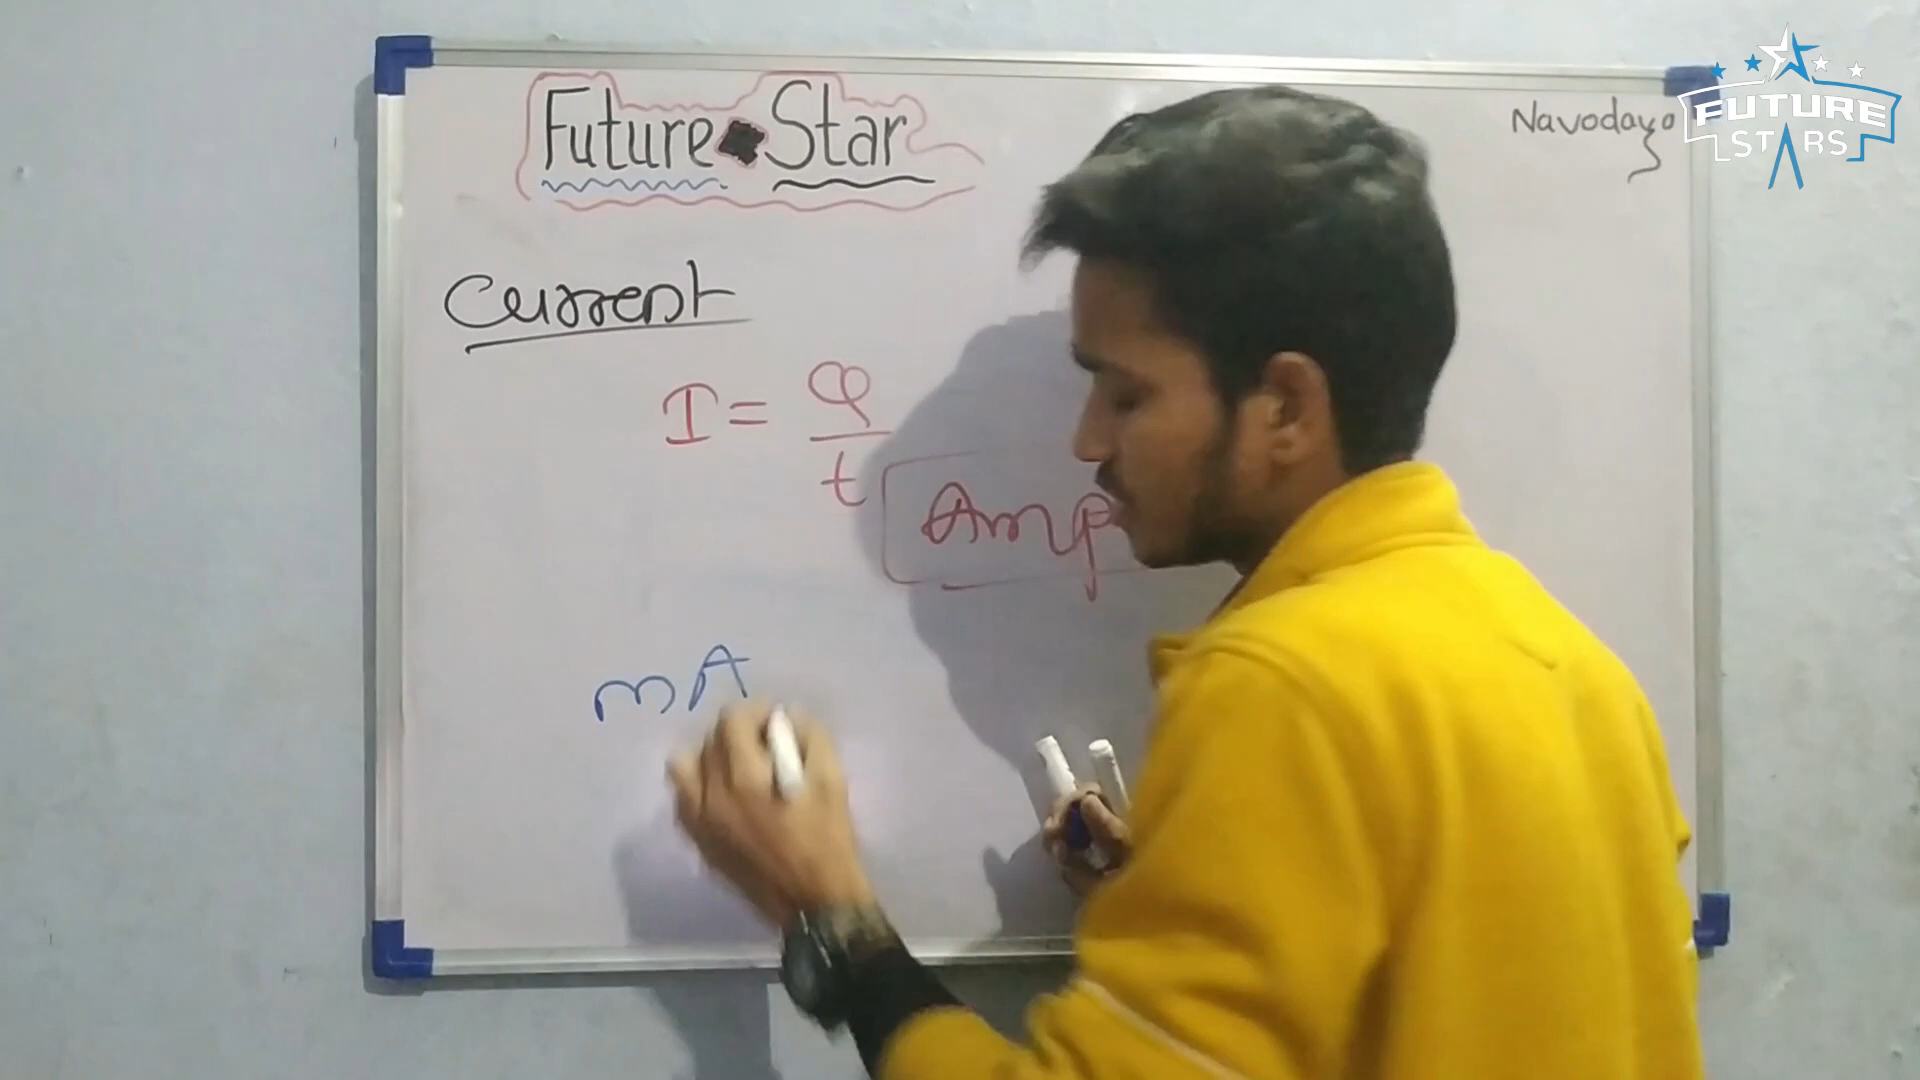 Future Star
Navodaya
FUTURE
STARS
Current
I = Q
t
Amp
mA